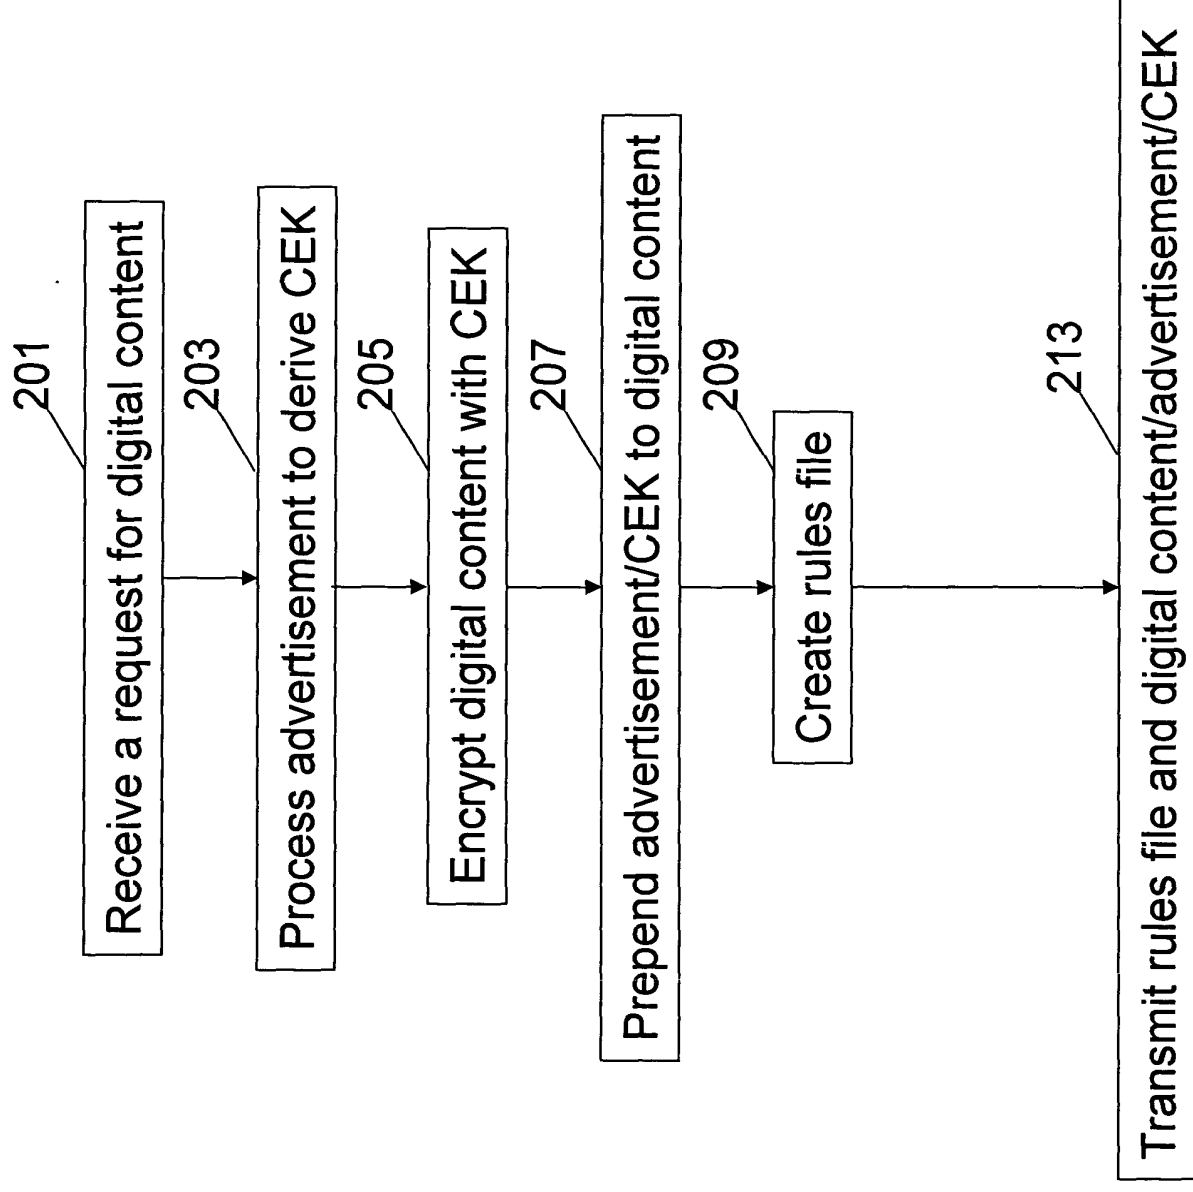 201
Receive a request for digital content
203
Process advertisement to derive CEK
205
Encrypt digital content with CEK
207
Prepend advertisement/CEK to digital content
209
Create rules file
213
Transmit rules file and digital content/advertisement/CEK